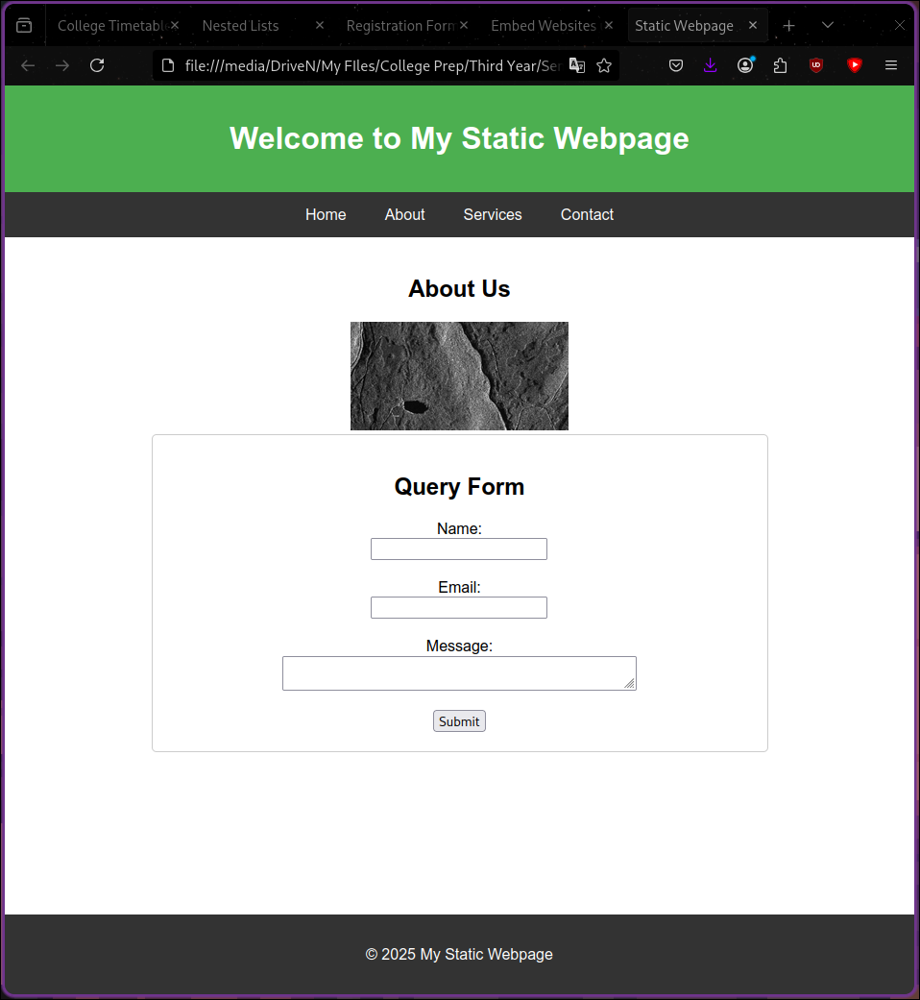 College Timetabl
Nested Lists
Registration Form
Embed Websites
Static Webpage
file:///media/DriveN/My FIles/College Prep/Third Year/Ser
Welcome to My Static Webpage
Home About Services Contact
About Us
Query Form
Name:
Email:
Message:
Submit
© 2025 My Static Webpage